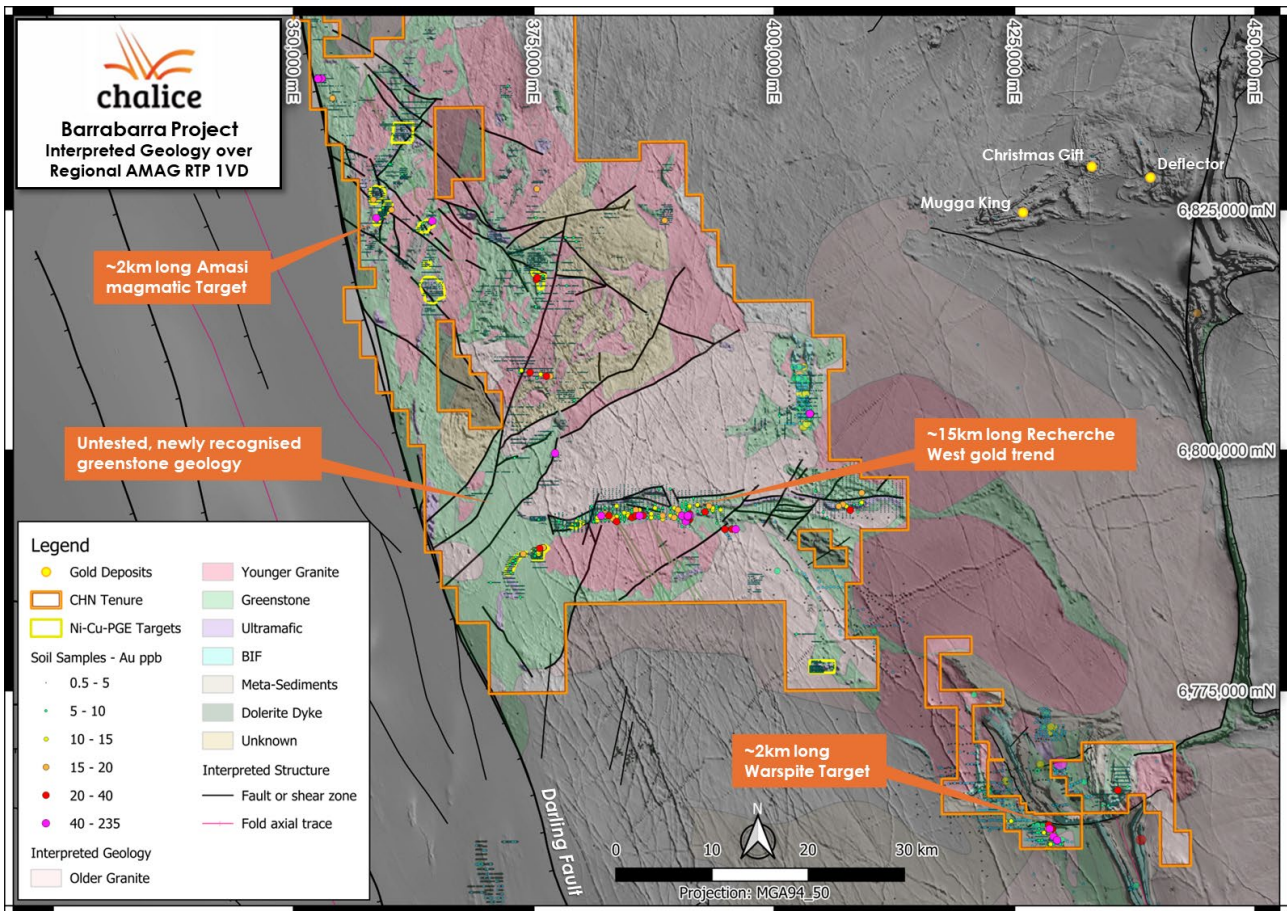 chalice
Barrabarra Project
Interpreted Geology over
Regional AMAG RTP 1VD
350,000 mE
375,000 mE
400,000 mE
425,000 mE
450,000 mE
Christmas Gift
Deflector
Mugga King
6,825,000 mN
~2km long Amasi
magmatic Target
Untested, newly recognised
greenstone geology
~15km long Recherche
West gold trend
6,800,000 mN
6,775,000 mN
~2km long
Warspite Target
Darling Fault
Legend
Gold Deposits
CHN Tenure
Ni-Cu-PGE Targets
Soil Samples - Au ppb
0.5 - 5
5 - 10
10 - 15
15 - 20
20 - 40
40 - 235
Interpreted Geology
Older Granite
Younger Granite
Greenstone
Ultramafic
BIF
Meta-Sediments
Dolerite Dyke
Unknown
Interpreted Structure
Fault or shear zone
Fold axial trace
N
0 10 20 30 km
Projection: MGA94_50